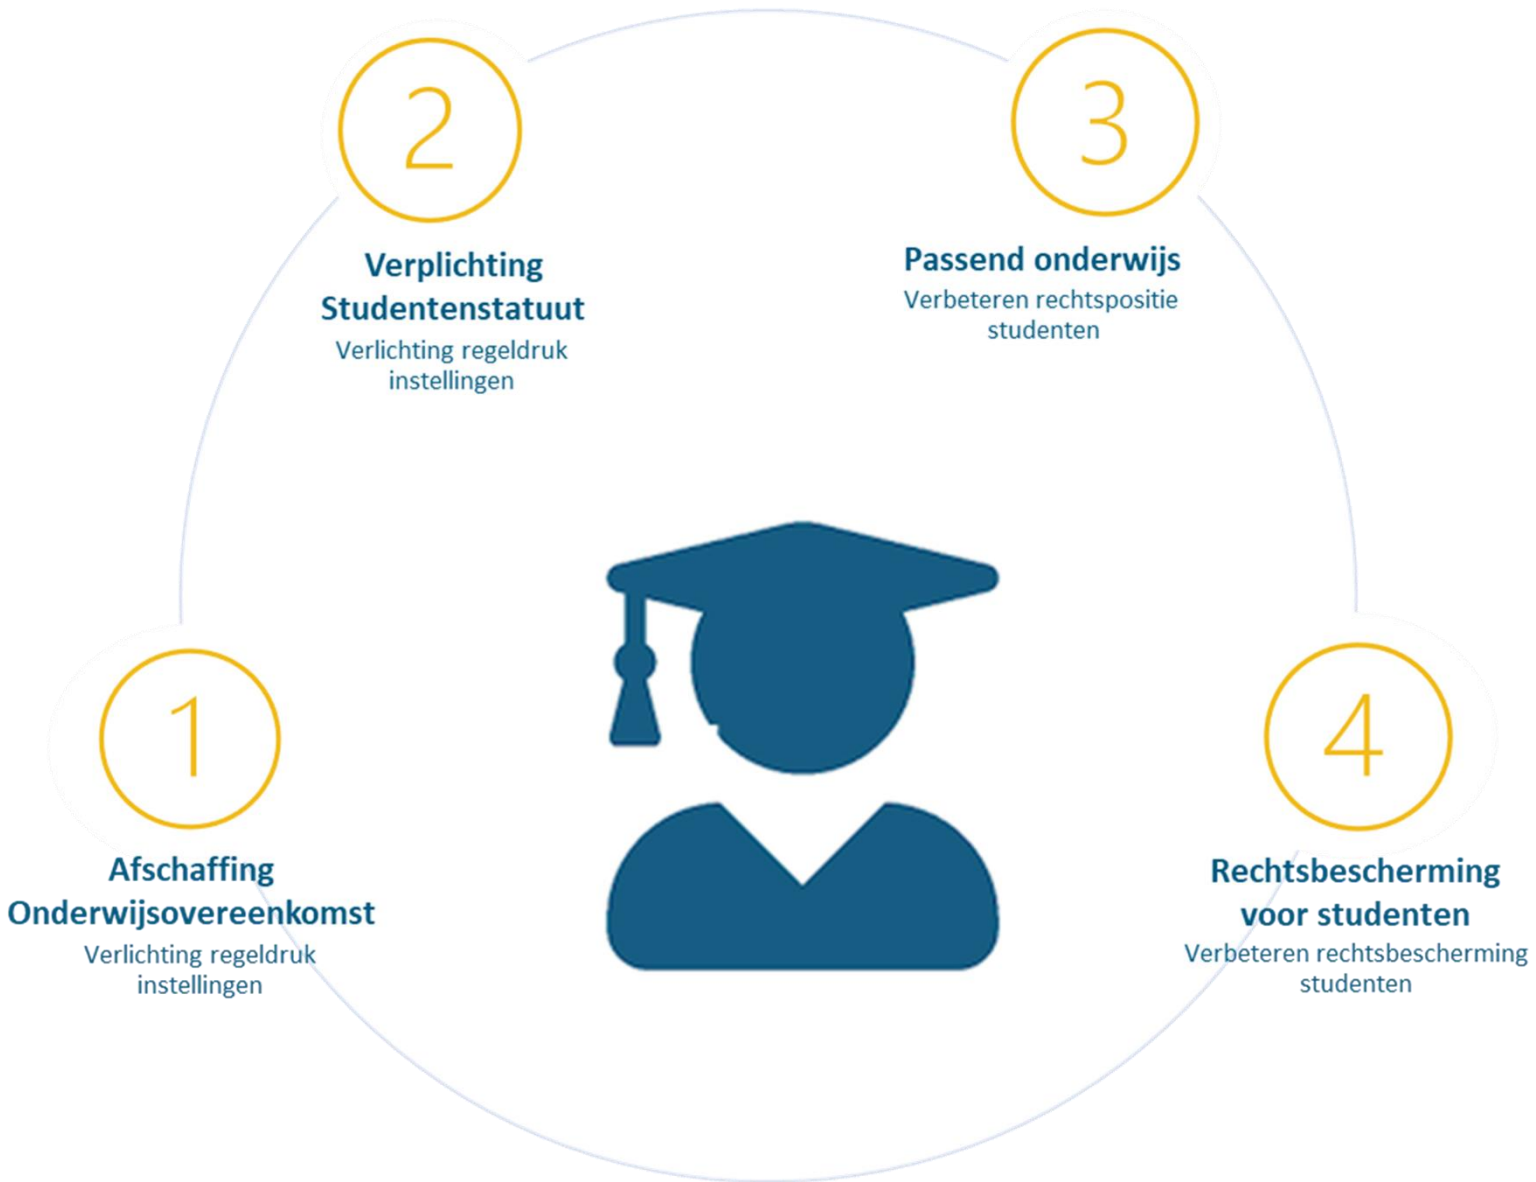 1
Afschaffing
Onderwijsovereenkomst
Verlichting regeldruk
instellingen
2
Verplichting
Studentenstatuut
Verlichting regeldruk
instellingen
3
Passend onderwijs
Verbeteren rechtspositie
studenten
4
Rechtsbescherming
voor studenten
Verbeteren rechtsbescherming
studenten